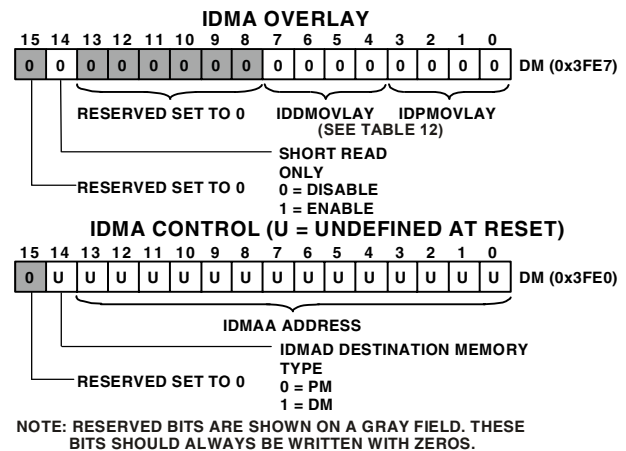 IDMA OVERLAY
15 14 13 12 11 10 9 8 7 6 5 4 3 2 1 0
0 0 0 0 0 0 0 0 0 0 0 0 0 0 0 0 DM (0x3FE7)
RESERVED SET TO 0 IDDMOVLAY IDPMOVLAY
(SEE TABLE 12)
SHORT READ
ONLY
RESERVED SET TO 0 0 = DISABLE
1 = ENABLE
IDMA CONTROL (U = UNDEFINED AT RESET)
15 14 13 12 11 10 9 8 7 6 5 4 3 2 1 0
0 U U U U U U U U U U U U U U U DM (0x3FE0)
IDMAA ADDRESS
IDMAD DESTINATION MEMORY
TYPE
RESERVED SET TO 0 0 = PM
1 = DM
NOTE: RESERVED BITS ARE SHOWN ON A GRAY FIELD. THESE
BITS SHOULD ALWAYS BE WRITTEN WITH ZEROS.